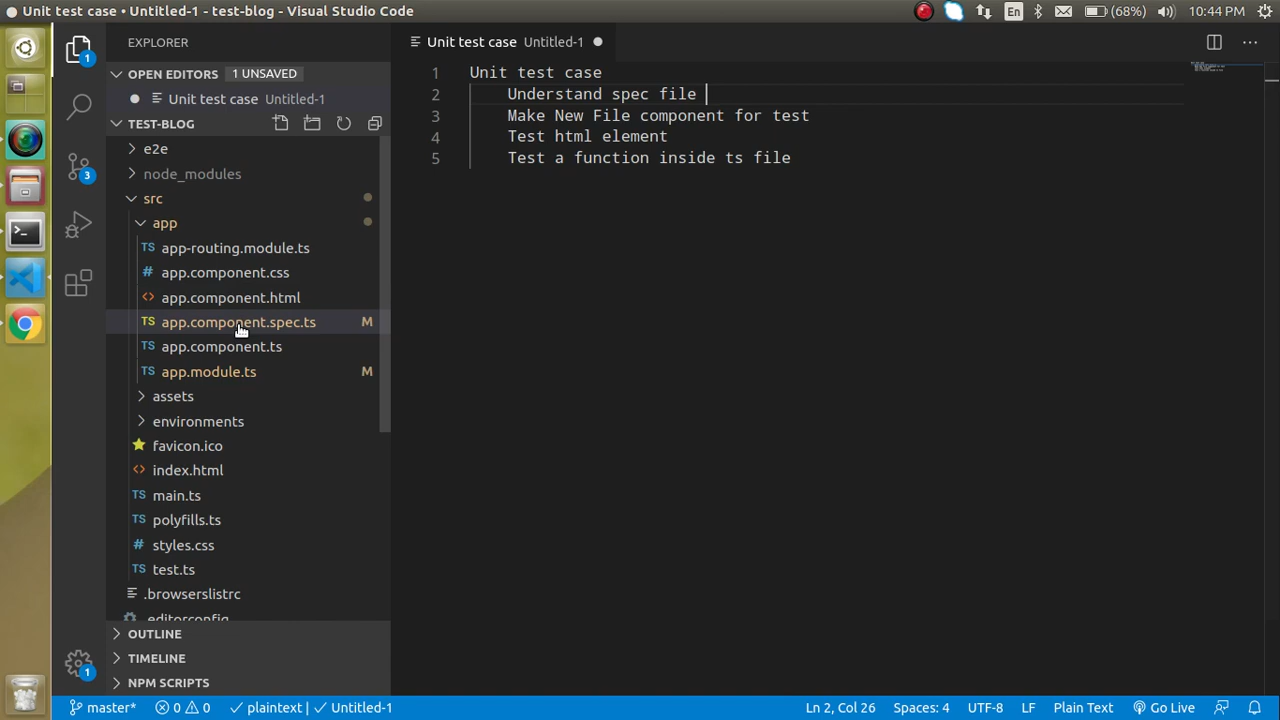 Unit test case • Untitled-1 - test-blog - Visual Studio Code
En
(68%)
10:44 PM
EXPLORER
Unit test case Untitled-1
OPEN EDITORS
1 UNSAVED
Unit test case Untitled-1
TEST-BLOG
e2e
node_modules
src
app
app-routing.module.ts
app.component.css
app.component.html
app.component.spec.ts M
app.component.ts
app.module.ts M
assets
environments
favicon.ico
index.html
main.ts
polyfills.ts
styles.css
test.ts
.browserslistrc
.editorconfig
OUTLINE
TIMELINE
NPM SCRIPTS
1
3
1
1 Unit test case
2 Understand spec file
3 Make New File component for test
4 Test html element
5 Test a function inside ts file
master* 0 0 plaintext | Untitled-1
Ln 2, Col 26 Spaces: 4 UTF-8 LF Plain Text Go Live